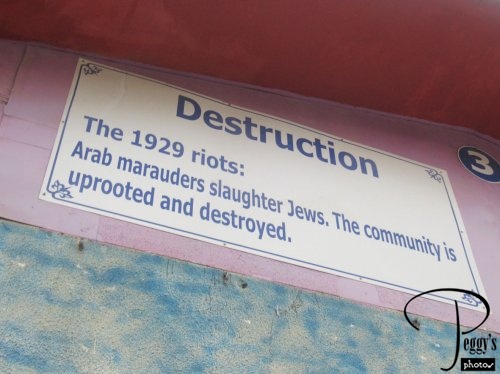 Destruction
The 1929 riots:
Arab marauders slaughter Jews. The community is
uprooted and destroyed.
3
Peggy's
photos